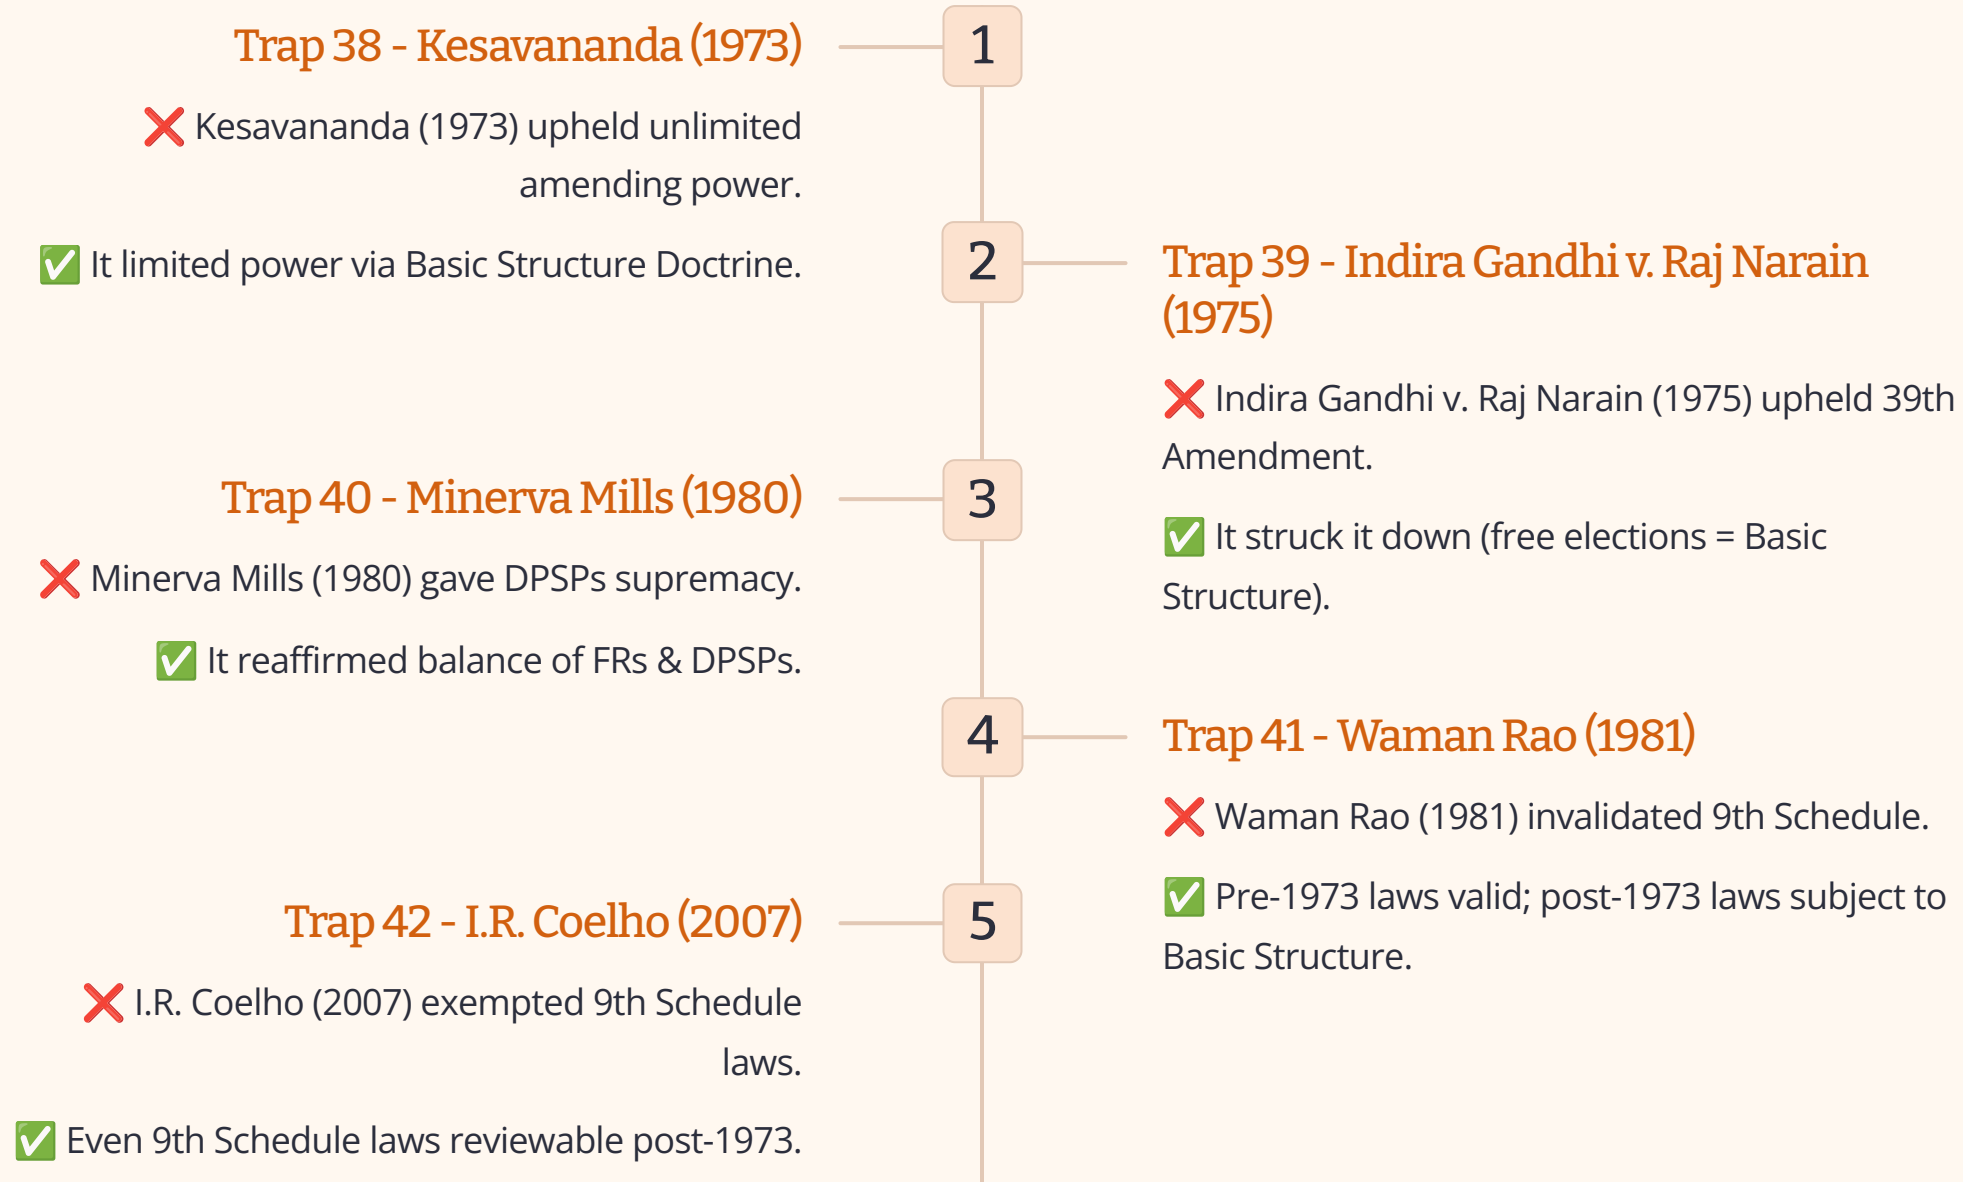 1
Trap 38 - Kesavananda (1973)
❌ Kesavananda (1973) upheld unlimited
amending power.
✅ It limited power via Basic Structure Doctrine.
2
Trap 39 - Indira Gandhi v. Raj Narain
(1975)
❌ Indira Gandhi v. Raj Narain (1975) upheld 39th
Amendment.
✅ It struck it down (free elections = Basic
Structure).
3
Trap 40 - Minerva Mills (1980)
❌ Minerva Mills (1980) gave DPSPs supremacy.
✅ It reaffirmed balance of FRs & DPSPs.
4
Trap 41 - Waman Rao (1981)
❌ Waman Rao (1981) invalidated 9th Schedule.
✅ Pre-1973 laws valid; post-1973 laws subject to
Basic Structure.
5
Trap 42 - I.R. Coelho (2007)
❌ I.R. Coelho (2007) exempted 9th Schedule
laws.
✅ Even 9th Schedule laws reviewable post-1973.